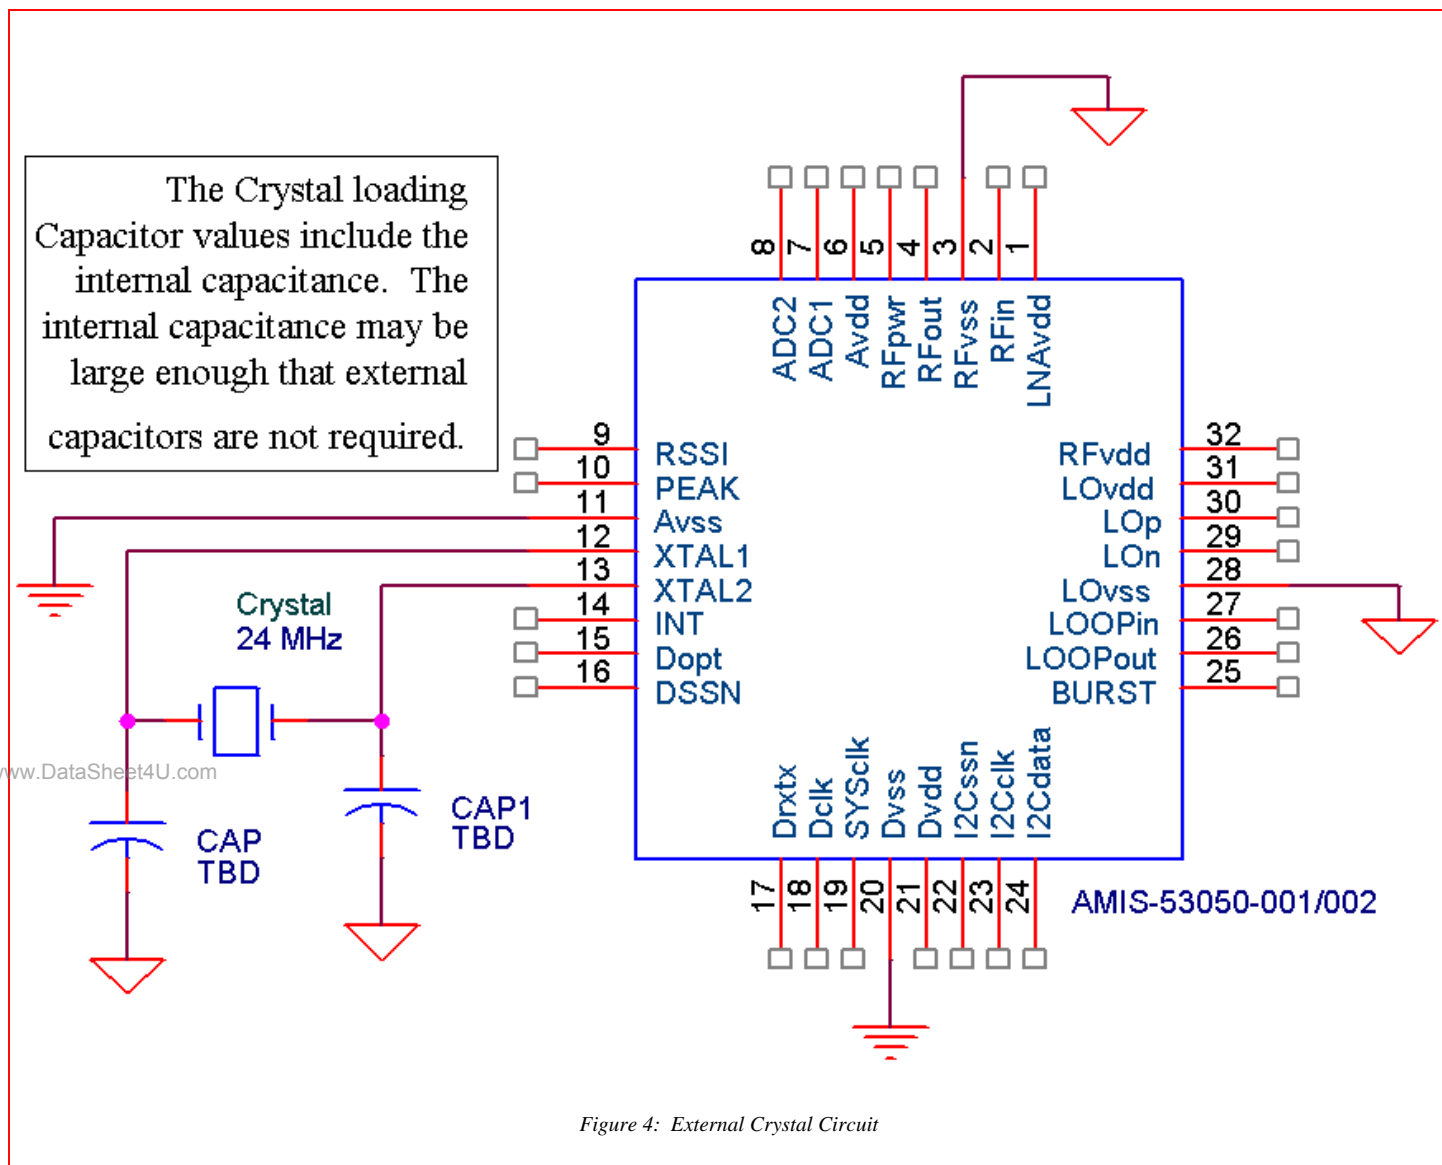 The Crystal loading
Capacitor values include the
internal capacitance. The
internal capacitance may be
large enough that external
capacitors are not required.
8
7
6
5
4
3
2
1
ADC2
ADC1
Avdd
RFpwr
RFout
RFvss
RFin
LNAvdd
9
RSSI
10
PEAK
11
Avss
12
XTAL1
13
XTAL2
14
INT
15
Dopt
16
DSSN
32
RFvdd
31
LOvdd
30
LOp
29
LOn
28
LOvss
27
LOOPin
26
LOOPout
25
BURST
Crystal
24 MHz
www.DataSheet4U.com
CAP
TBD
CAP1
TBD
Drxtx
Dclk
SYSclk
Dvss
Dvdd
I2Cssn
I2Cclk
I2Cdata
17
18
19
20
21
22
23
24
AMIS-53050-001/002
Figure 4: External Crystal Circuit